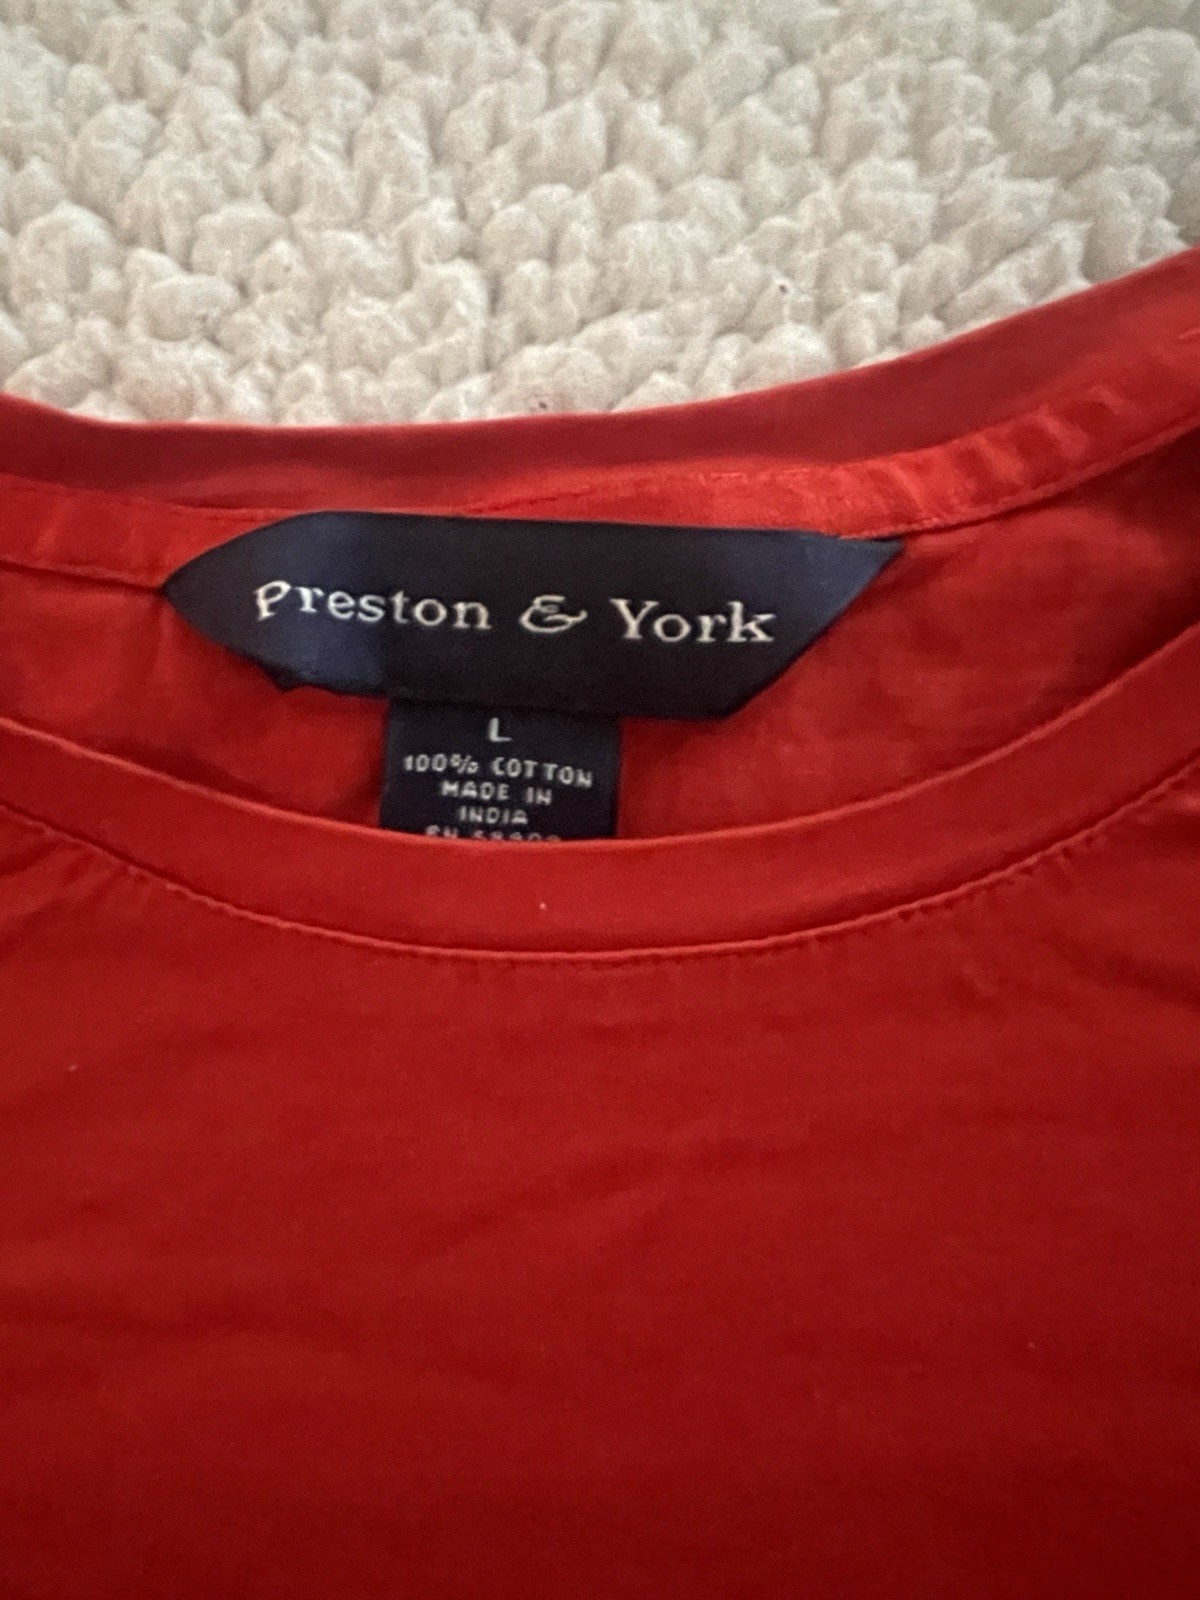 Preston & York
L
100% COTTON
MADE IN
INDIA